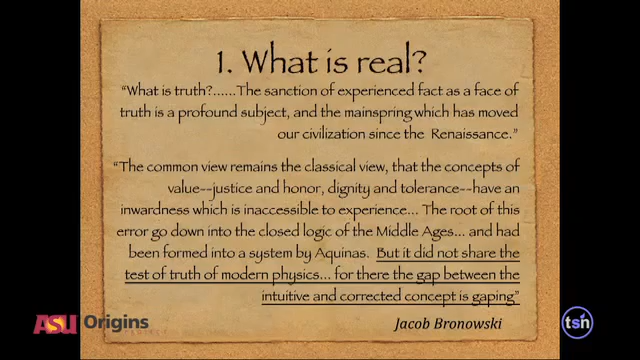 1. What is real?
“What is truth?......The sanction of experienced fact as a face of
truth is a profound subject, and the mainspring which has moved
our civilization since the Renaissance.”
“The common view remains the classical view, that the concepts of
value--justice and honor, dignity and tolerance--have an
inwardness which is inaccessible to experience... The root of this
error go down into the closed logic of the Middle Ages... and had
been formed into a system by Aquinas. But it did not share the
test of truth of modern physics... for there the gap between the
intuitive and corrected concept is gaping”
Jacob Bronowski
ASU Origins
tsn